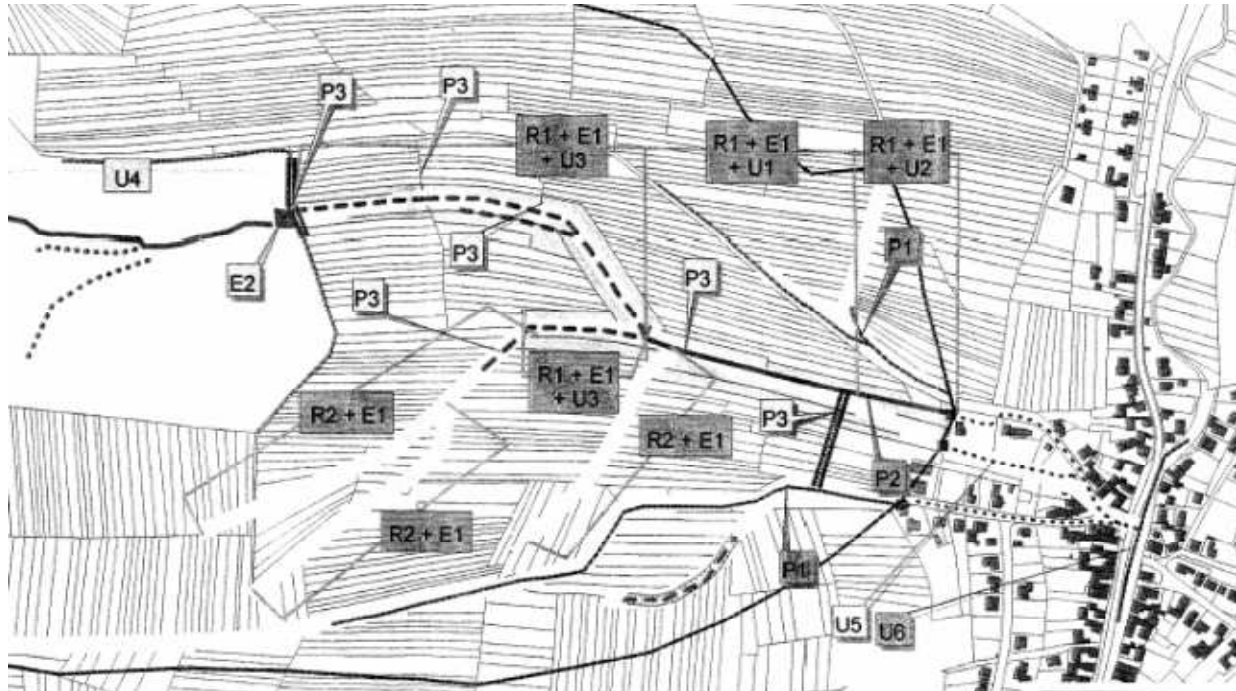 P3
P3
R1 + E1
+ U3
R1 + E1
+ U1
R1 + E1
+ U2
U4
P3
P1
E2
P3
P3
R1 + E1
+ U3
R2 + E1
P3
R2 + E1
P2
R2 + E1
P1
U5
U6